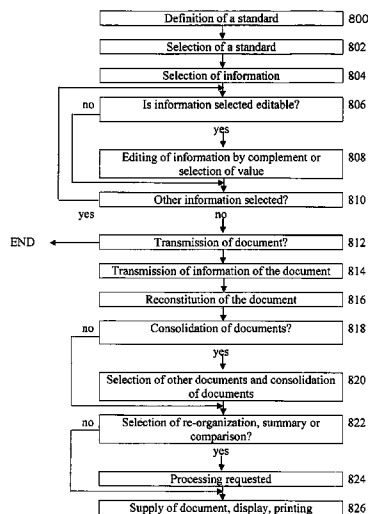 Definition of a standard 800
Selection of a standard 802
Selection of information 804
no Is information selected editable? 806
yes
Editing of information by complement or 808
selection of value
Other information selected? 810
yes no
END Transmission of document? 812
Transmission of information of the document 814
Reconstitution of the document 816
no Consolidation of documents? 818
yes
Selection of other documents and consolidation 820
of documents
no Selection of re-organization, summary or 822
comparison?
yes
Processing requested 824
Supply of document, display, printing 826